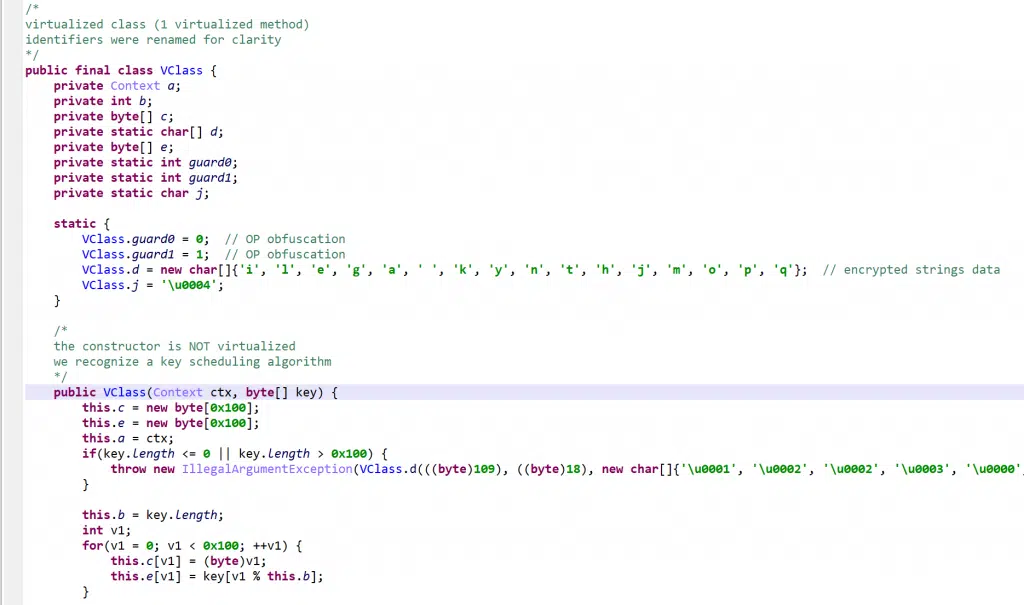 /*
virtualized class (1 virtualized method)
identifiers were renamed for clarity
*/
public final class VClass {
    private Context a;
    private int b;
    private byte[] c;
    private static char[] d;
    private byte[] e;
    private static int guard0;
    private static int guard1;
    private static char j;

    static {
        VClass.guard0 = 0;  // OP obfuscation
        VClass.guard1 = 1;  // OP obfuscation
        VClass.d = new char[]{'i', 'l', 'e', 'g', 'a', ' ', 'k', 'y', 'n', 't', 'h', 'j', 'm', 'o', 'p', 'q'};  // encrypted strings data
        VClass.j = '\u0004';
    }

    /*
    the constructor is NOT virtualized
    we recognize a key scheduling algorithm
    */
    public VClass(Context ctx, byte[] key) {
        this.c = new byte[0x100];
        this.e = new byte[0x100];
        this.a = ctx;
        if(key.length <= 0 || key.length > 0x100) {
            throw new IllegalArgumentException(VClass.d(((byte)109), ((byte)18), new char[]{'\u0001', '\u0002', '\u0002', '\u0003', '\u0000'
        }

        this.b = key.length;
        int v1;
        for(v1 = 0; v1 < 0x100; ++v1) {
            this.c[v1] = (byte)v1;
            this.e[v1] = key[v1 % this.b];
        }